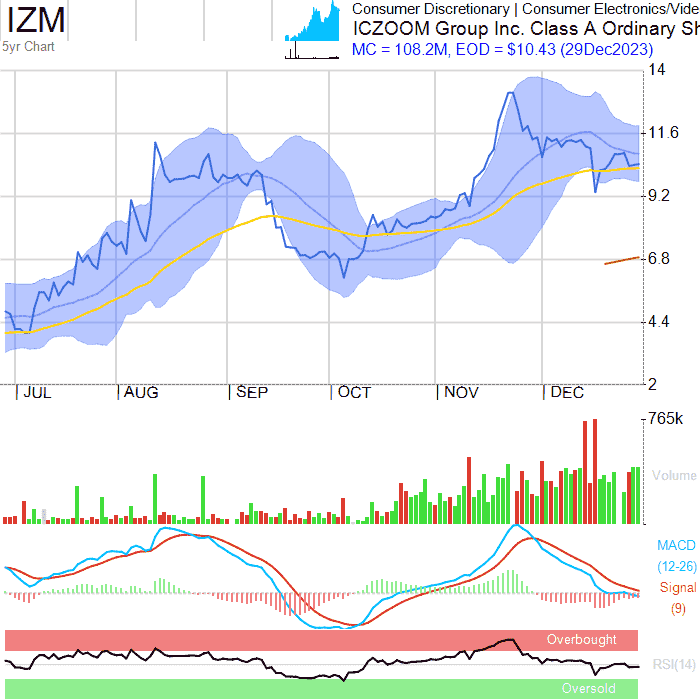 IZM
5yr Chart
Consumer Discretionary | Consumer Electronics/Vide
ICZOOM Group Inc. Class A Ordinary Sh
MC = 108.2M, EOD = $10.43 (29Dec2023)
14
11.6
9.2
6.8
4.4
2
JUL
AUG
SEP
OCT
NOV
DEC
765k
Volume
MACD
(12-26)
Signal
(9)
Overbought
RSI(14)
Oversold